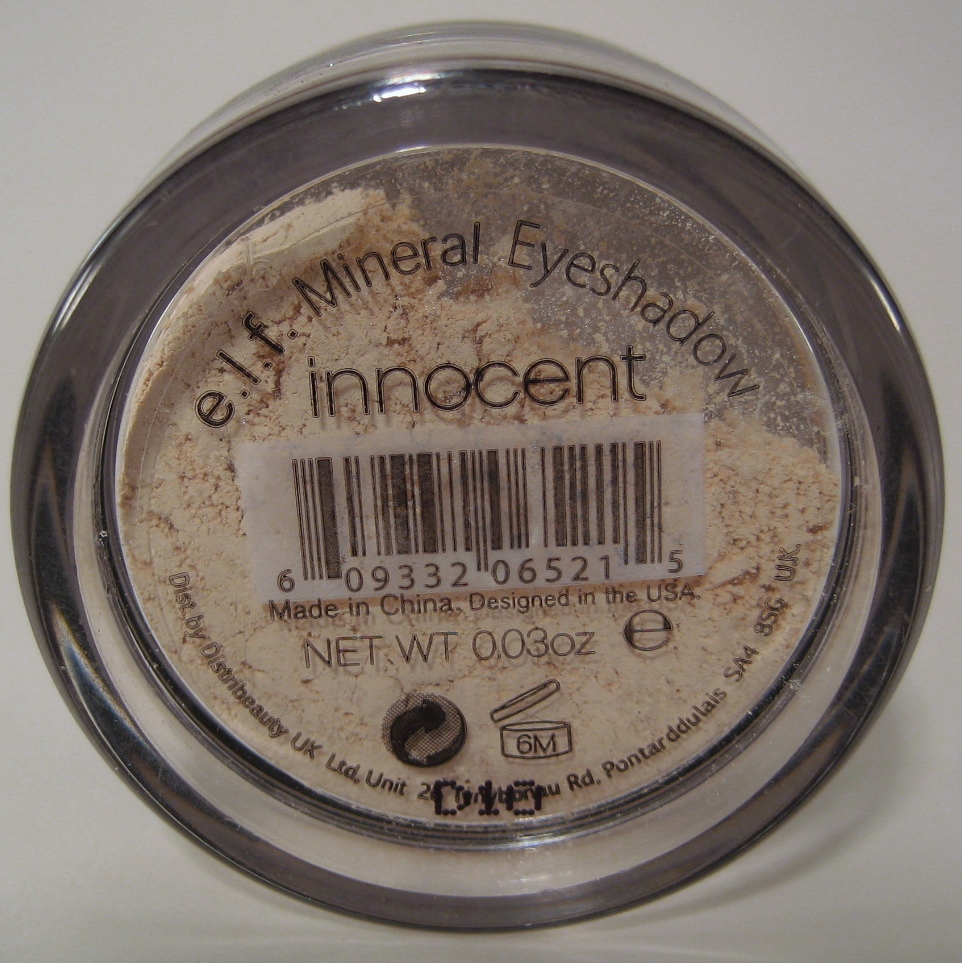 e.l.f. Mineral Eyeshadow
innocent
6 09332 06521 5
Made in China. Designed in the USA.
NET. WT 0.03oz e
6M
Dist. by Distribeauty UK Ltd. Unit Rd. Pontarddulais SA4 8SG U.K.